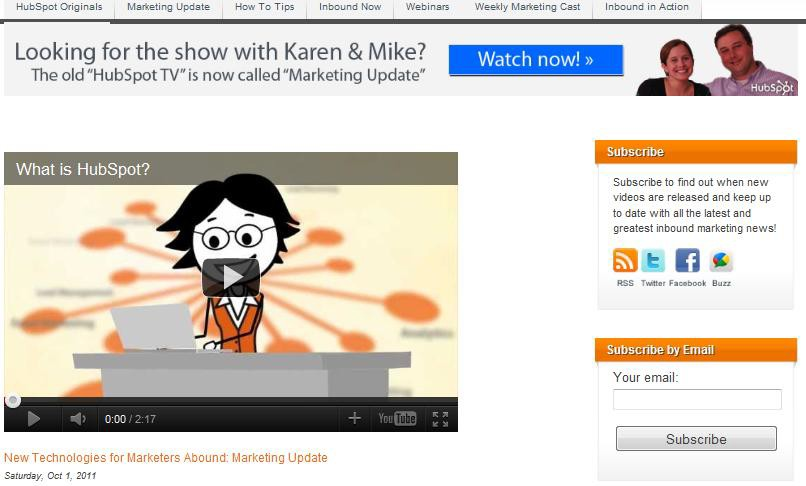 HubSpot Originals
Marketing Update
How To Tips
Inbound Now
Webinars
Weekly Marketing Cast
Inbound in Action
Looking for the show with Karen & Mike?
The old "HubSpot TV" is now called "Marketing Update"
Watch now! »
HubSpot
What is HubSpot?
Lead Management
Analytics
0:00 / 2:17
YouTube
New Technologies for Marketers Abound: Marketing Update
Saturday, Oct 1, 2011
Subscribe
Subscribe to find out when new
videos are released and keep up
to date with all the latest and
greatest inbound marketing news!
RSS Twitter Facebook Buzz
Subscribe by Email
Your email:
Subscribe